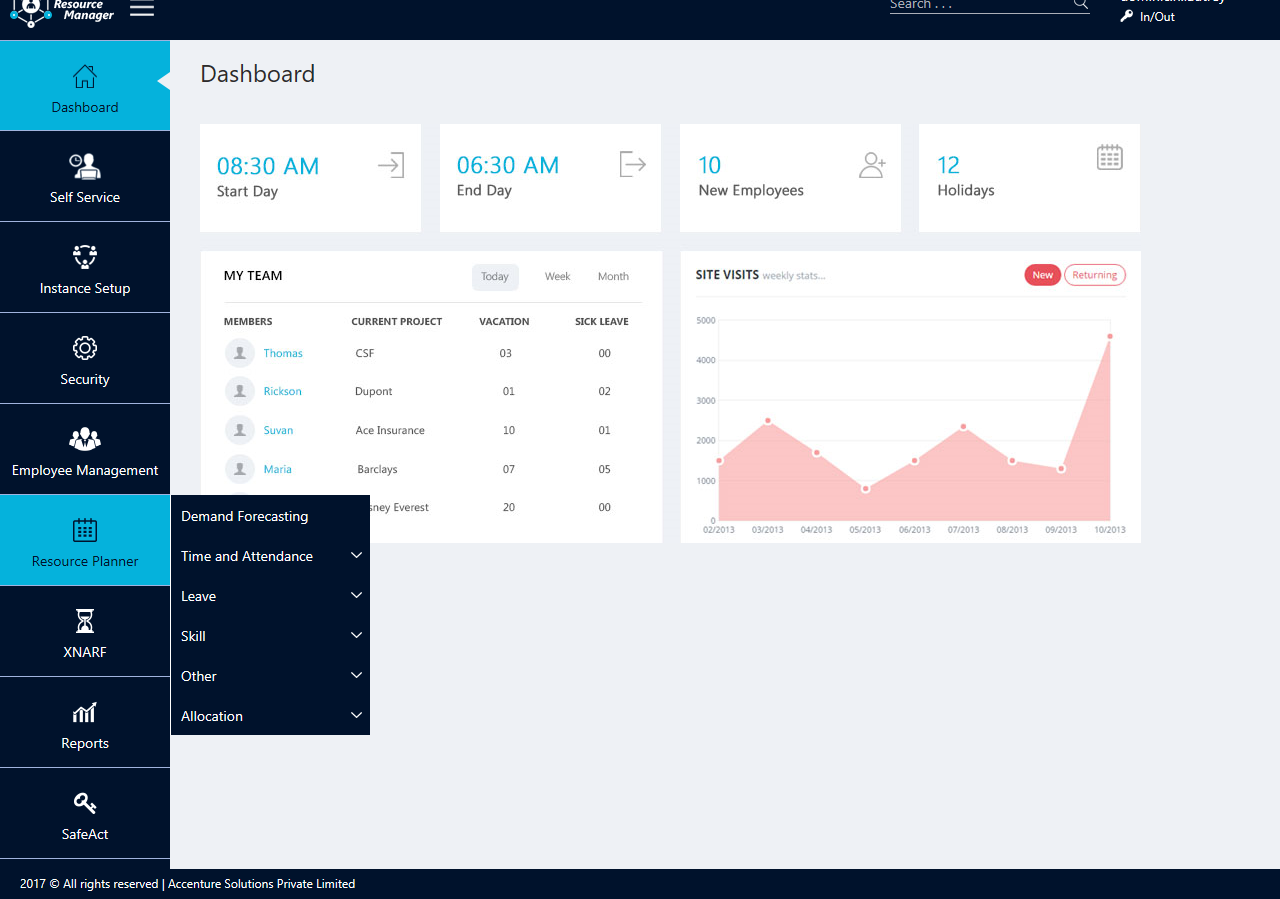 Resource
Manager
Search . . .
In/Out
Dashboard
Self Service
Instance Setup
Security
Employee Management
Resource Planner
XNARF
Reports
SafeAct
Dashboard
08:30 AM
Start Day
06:30 AM
End Day
10
New Employees
12
Holidays
MY TEAM
Today Week Month
MEMBERS CURRENT PROJECT VACATION SICK LEAVE
Thomas CSF 03 00
Rickson Dupont 01 02
Suvan Ace Insurance 10 01
Maria Barclays 07 05
sney Everest 20 00
SITE VISITS weekly stats...
New Returning
5000
4000
3000
2000
1000
0
02/2013 03/2013 04/2013 05/2013 06/2013 07/2013 08/2013 09/2013 10/2013
Demand Forecasting
Time and Attendance
Leave
Skill
Other
Allocation
2017 © All rights reserved | Accenture Solutions Private Limited